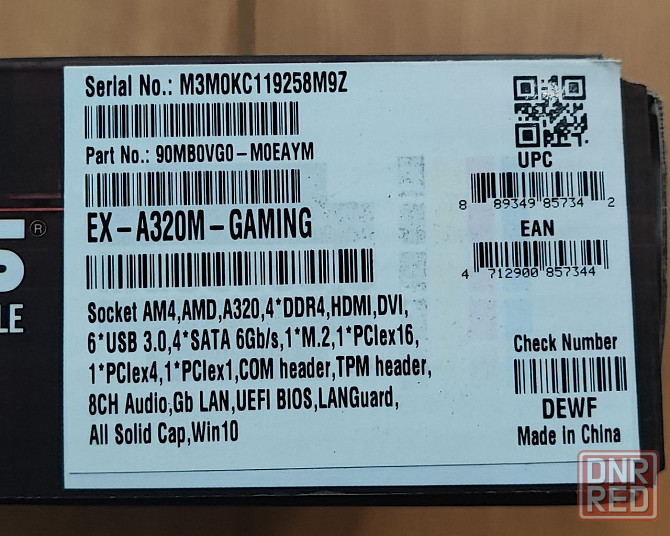 Serial No.: M3M0KC119258M9Z
Part No.: 90MB0VG0-M0EAYM
UPC
8 89349 85734 2
EX-A320M-GAMING
EAN
4 712900 857344
S®
LE
Socket AM4,AMD,A320,4*DDR4,HDMI,DVI,
6*USB 3.0,4*SATA 6Gb/s,1*M.2,1*PCIex16,
1*PCIex4,1*PCIex1,COM header,TPM header,
8CH Audio,Gb LAN,UEFI BIOS,LANGuard,
All Solid Cap,Win10
Check Number
DEWF
Made in China
DNR
RED